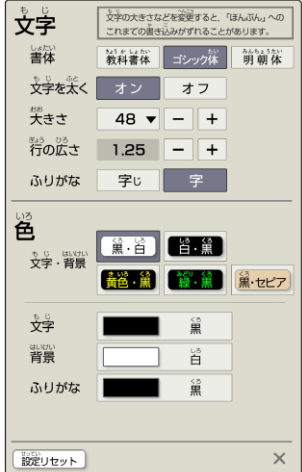 文字
文字の大きさなどを変更すると、「ほんぶん」への
これまでの書き込みがずれることがあります。
書体 教科書体 ゴシック体 明朝体
文字を太く オン オフ
大きさ 48 ▼ − +
行の広さ 1.25 − +
ふりがな 字じ 字
色
文字・背景 黒・白 白・黒
黄色・黒 緑・黒 黒・セピア
文字 黒
背景 白
ふりがな 黒
設定リセット ×